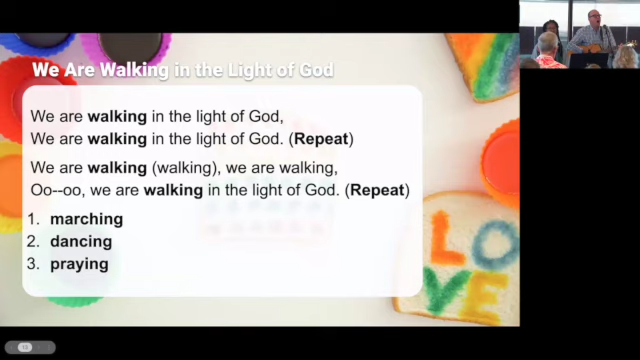 We Are Walking in the Light of God
We are walking in the light of God,
We are walking in the light of God. (Repeat)
We are walking (walking), we are walking,
Oo--oo, we are walking in the light of God. (Repeat)
1. marching
2. dancing
3. praying
LO
VE